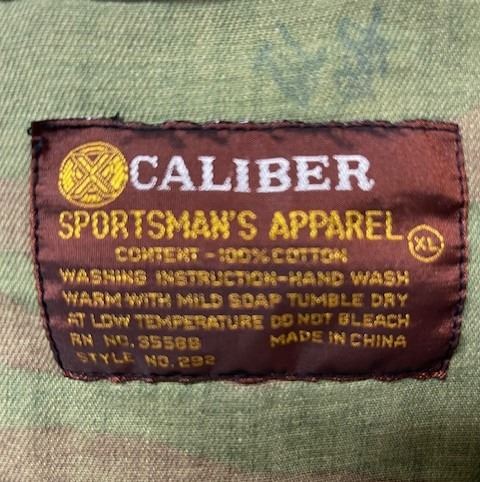 X CALIBER
SPORTSMAN'S APPAREL XL
CONTENT - 100% COTTON
WASHING INSTRUCTION-HAND WASH
WARM WITH MILD SOAP TUMBLE DRY
AT LOW TEMPERATURE DO NOT BLEACH
RN NO. 35568 MADE IN CHINA
STYLE NO. 292